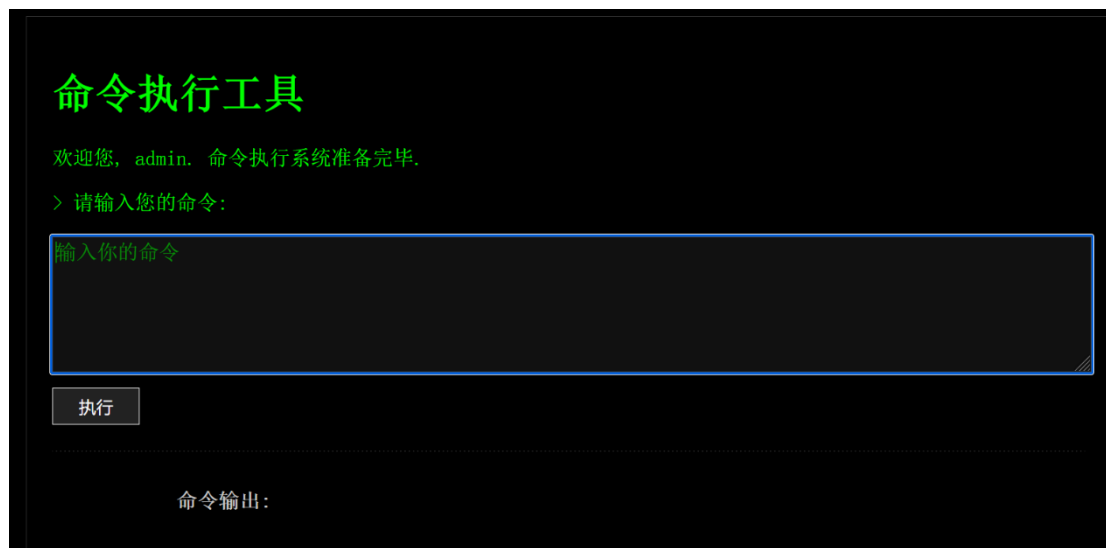 命令执行工具
欢迎您, admin. 命令执行系统准备完毕.
> 请输入您的命令:
输入你的命令
执行
命令输出: